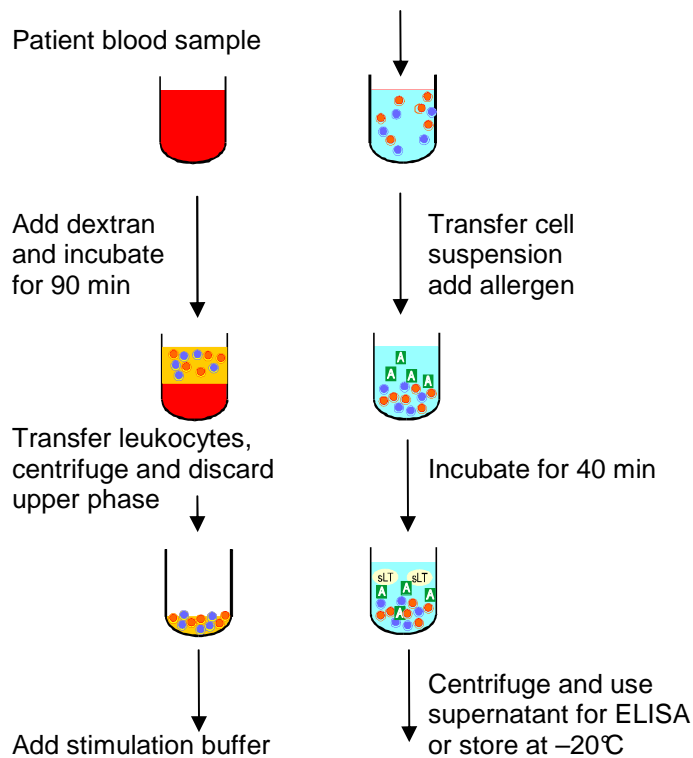 Patient blood sample
Add dextran
and incubate
for 90 min
Transfer leukocytes,
centrifuge and discard
upper phase
Add stimulation buffer
Transfer cell
suspension
add allergen
A
A
A
A
Incubate for 40 min
sLT
sLT
A
A
A
A
Centrifuge and use
supernatant for ELISA
or store at –20℃